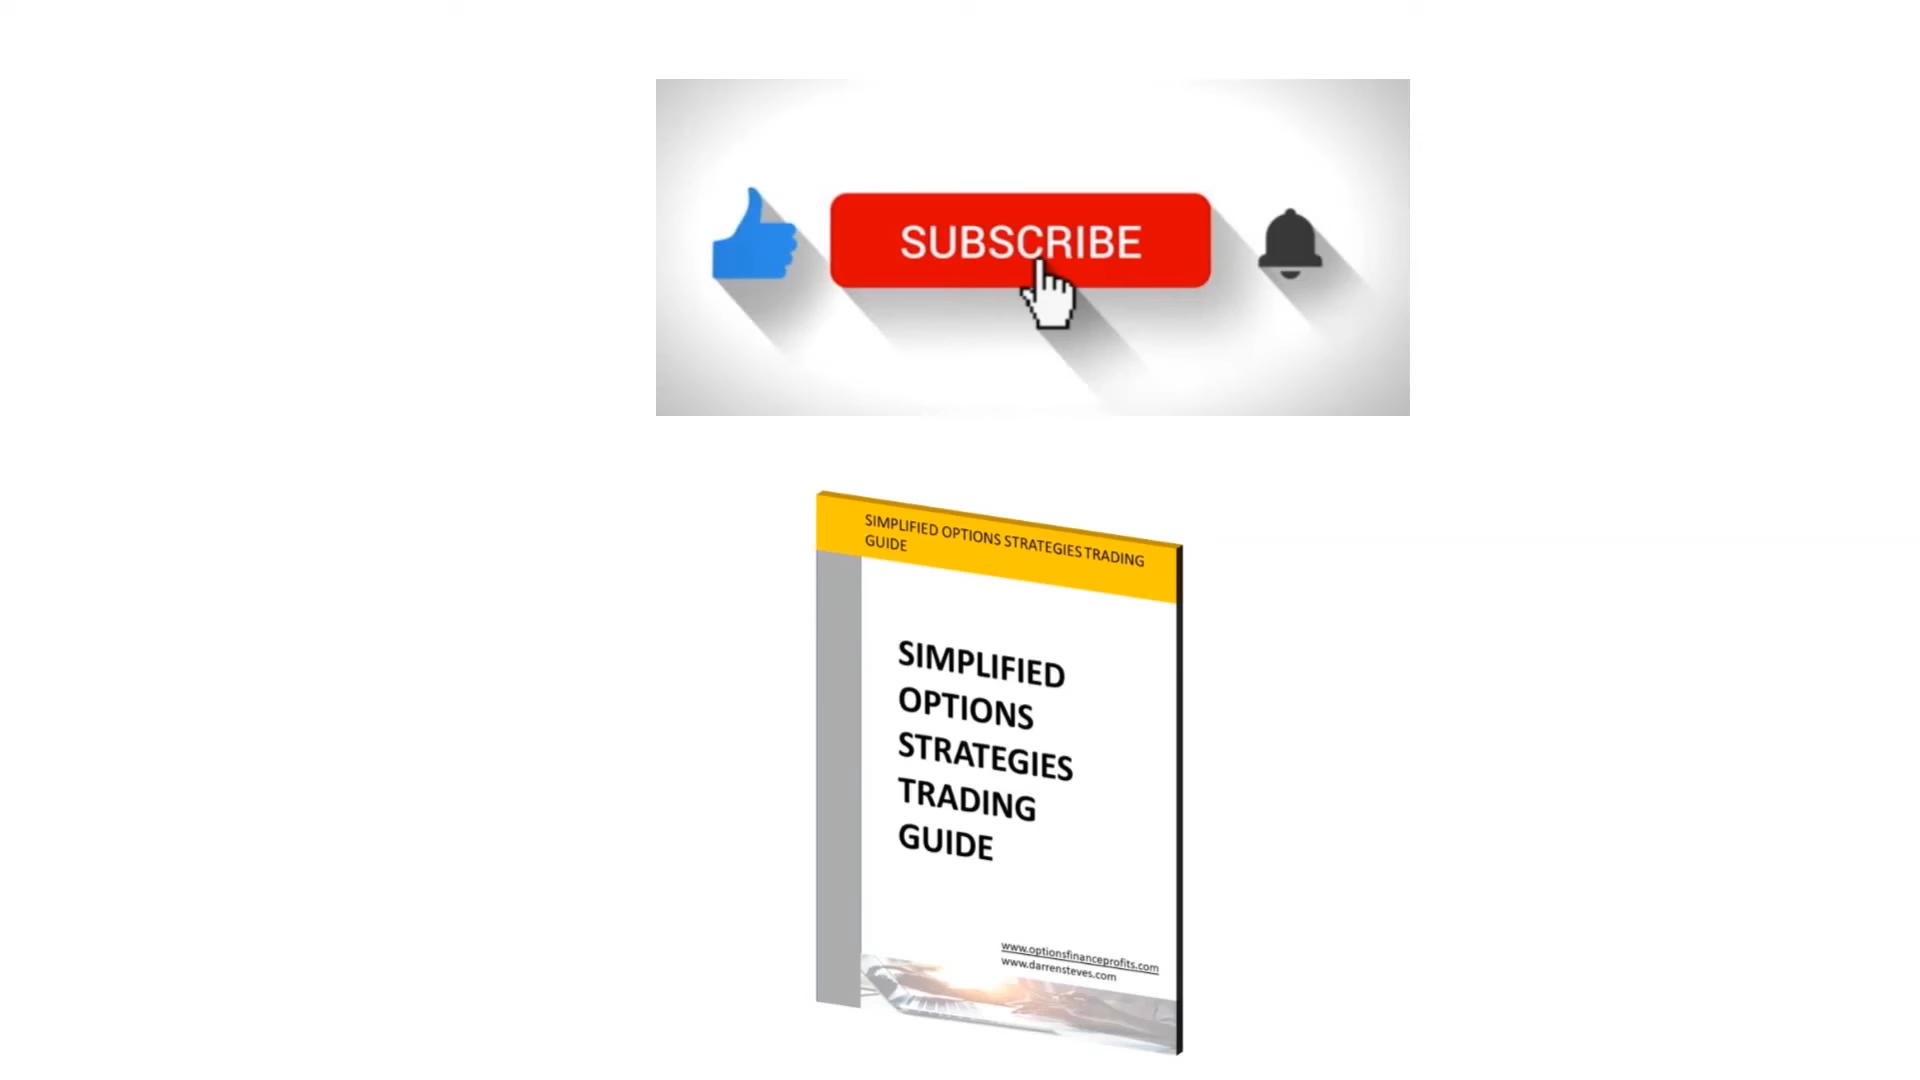 SUBSCRIBE
SIMPLIFIED OPTIONS STRATEGIES TRADING
GUIDE
SIMPLIFIED
OPTIONS
STRATEGIES
TRADING
GUIDE
www.optionsfinanceprofits.com
www.darrensteves.com